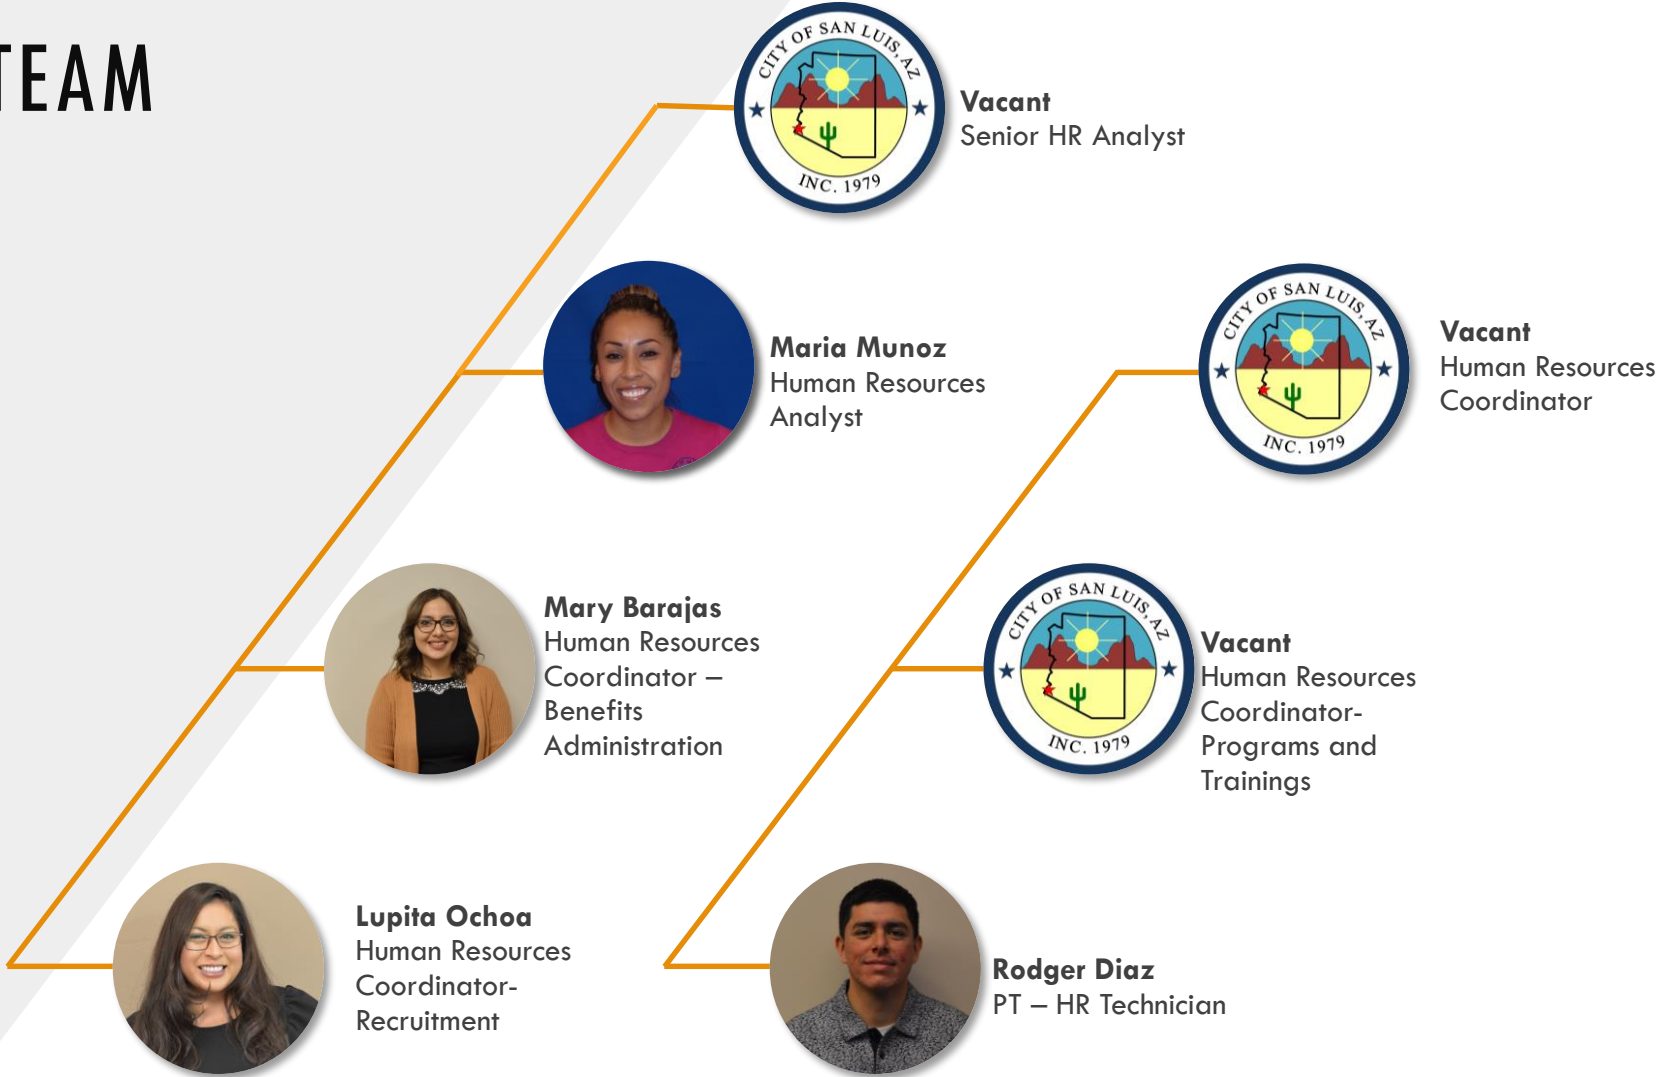 TEAM
CITY OF SAN LUIS, AZ
INC. 1979
Vacant
Senior HR Analyst
Maria Munoz
Human Resources
Analyst
CITY OF SAN LUIS, AZ
INC. 1979
Vacant
Human Resources
Coordinator
Mary Barajas
Human Resources
Coordinator –
Benefits
Administration
CITY OF SAN LUIS, AZ
INC. 1979
Vacant
Human Resources
Coordinator-
Programs and
Trainings
Lupita Ochoa
Human Resources
Coordinator-
Recruitment
Rodger Diaz
PT – HR Technician